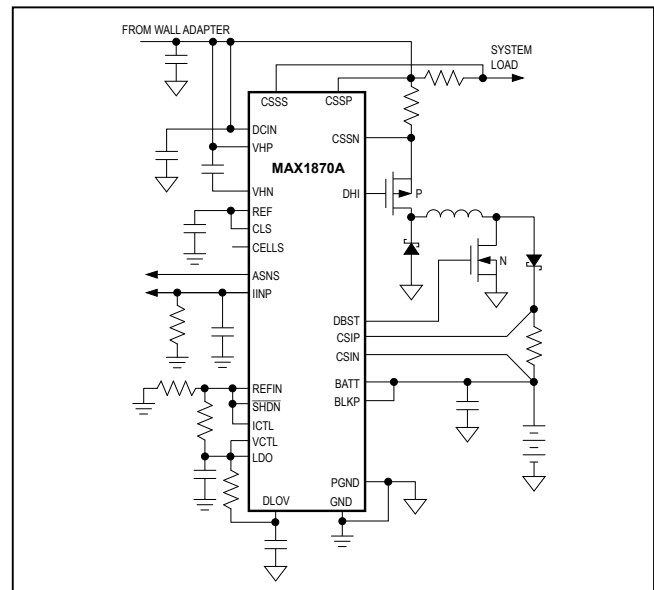 FROM WALL ADAPTER
SYSTEM
LOAD
CSSS
CSSP
DCIN
CSSN
VHP
MAX1870A
VHN
DHI
P
REF
CLS
CELLS
N
ASNS
IINP
DBST
CSIP
CSIN
REFIN
BATT
SHDN
BLKP
ICTL
VCTL
LDO
PGND
DLOV
GND